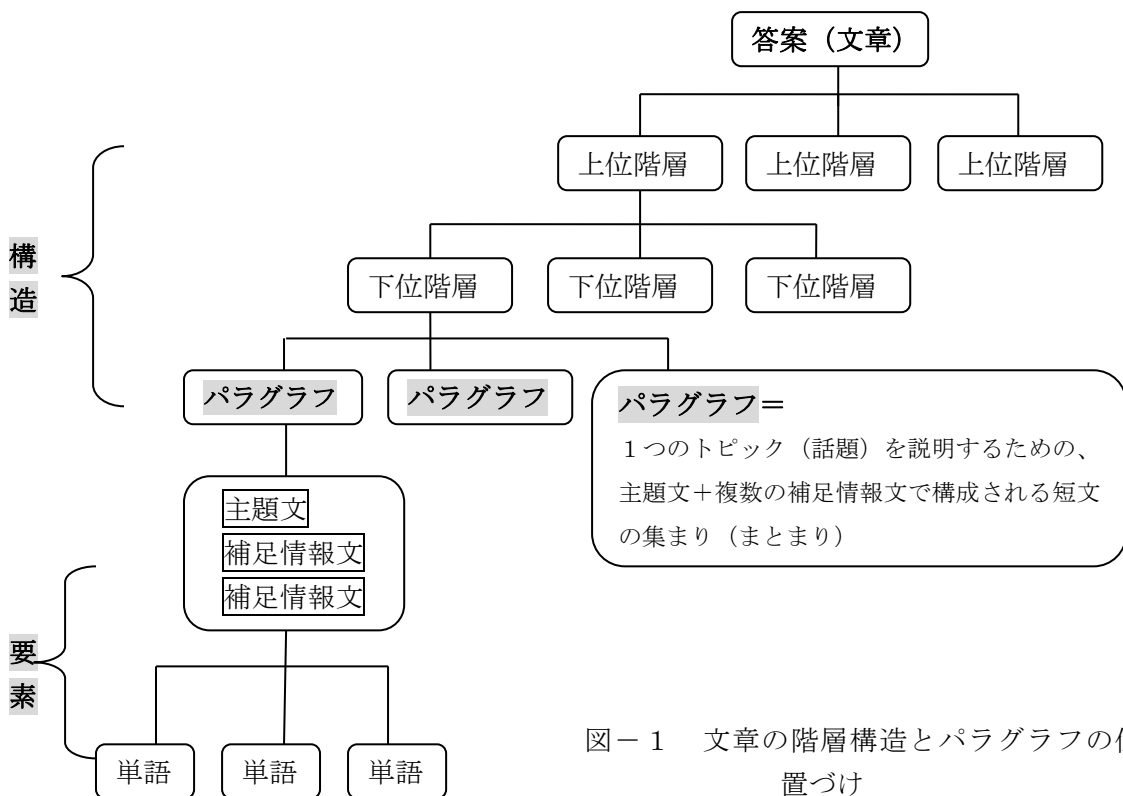 答案（文章）
上位階層
上位階層
上位階層
構
造
下位階層
下位階層
下位階層
パラグラフ
パラグラフ
パラグラフ＝
１つのトピック（話題）を説明するための、
主題文＋複数の補足情報文で構成される短文
の集まり（まとまり）
主題文
補足情報文
補足情報文
要
素
単語
単語
単語
図－１　文章の階層構造とパラグラフの位
置づけ